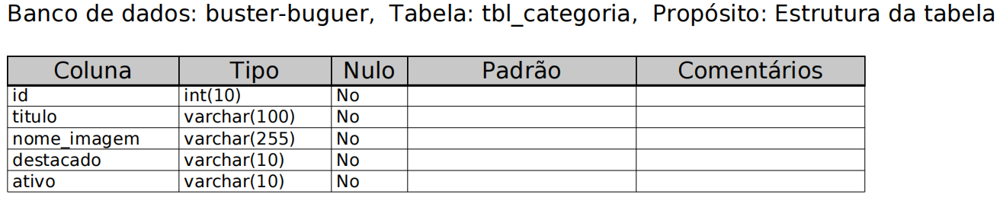 Banco de dados: buster-buguer, Tabela: tbl_categoria, Propósito: Estrutura da tabela
Coluna Tipo Nulo Padrão Comentários
id int(10) No
titulo varchar(100) No
nome_imagem varchar(255) No
destacado varchar(10) No
ativo varchar(10) No